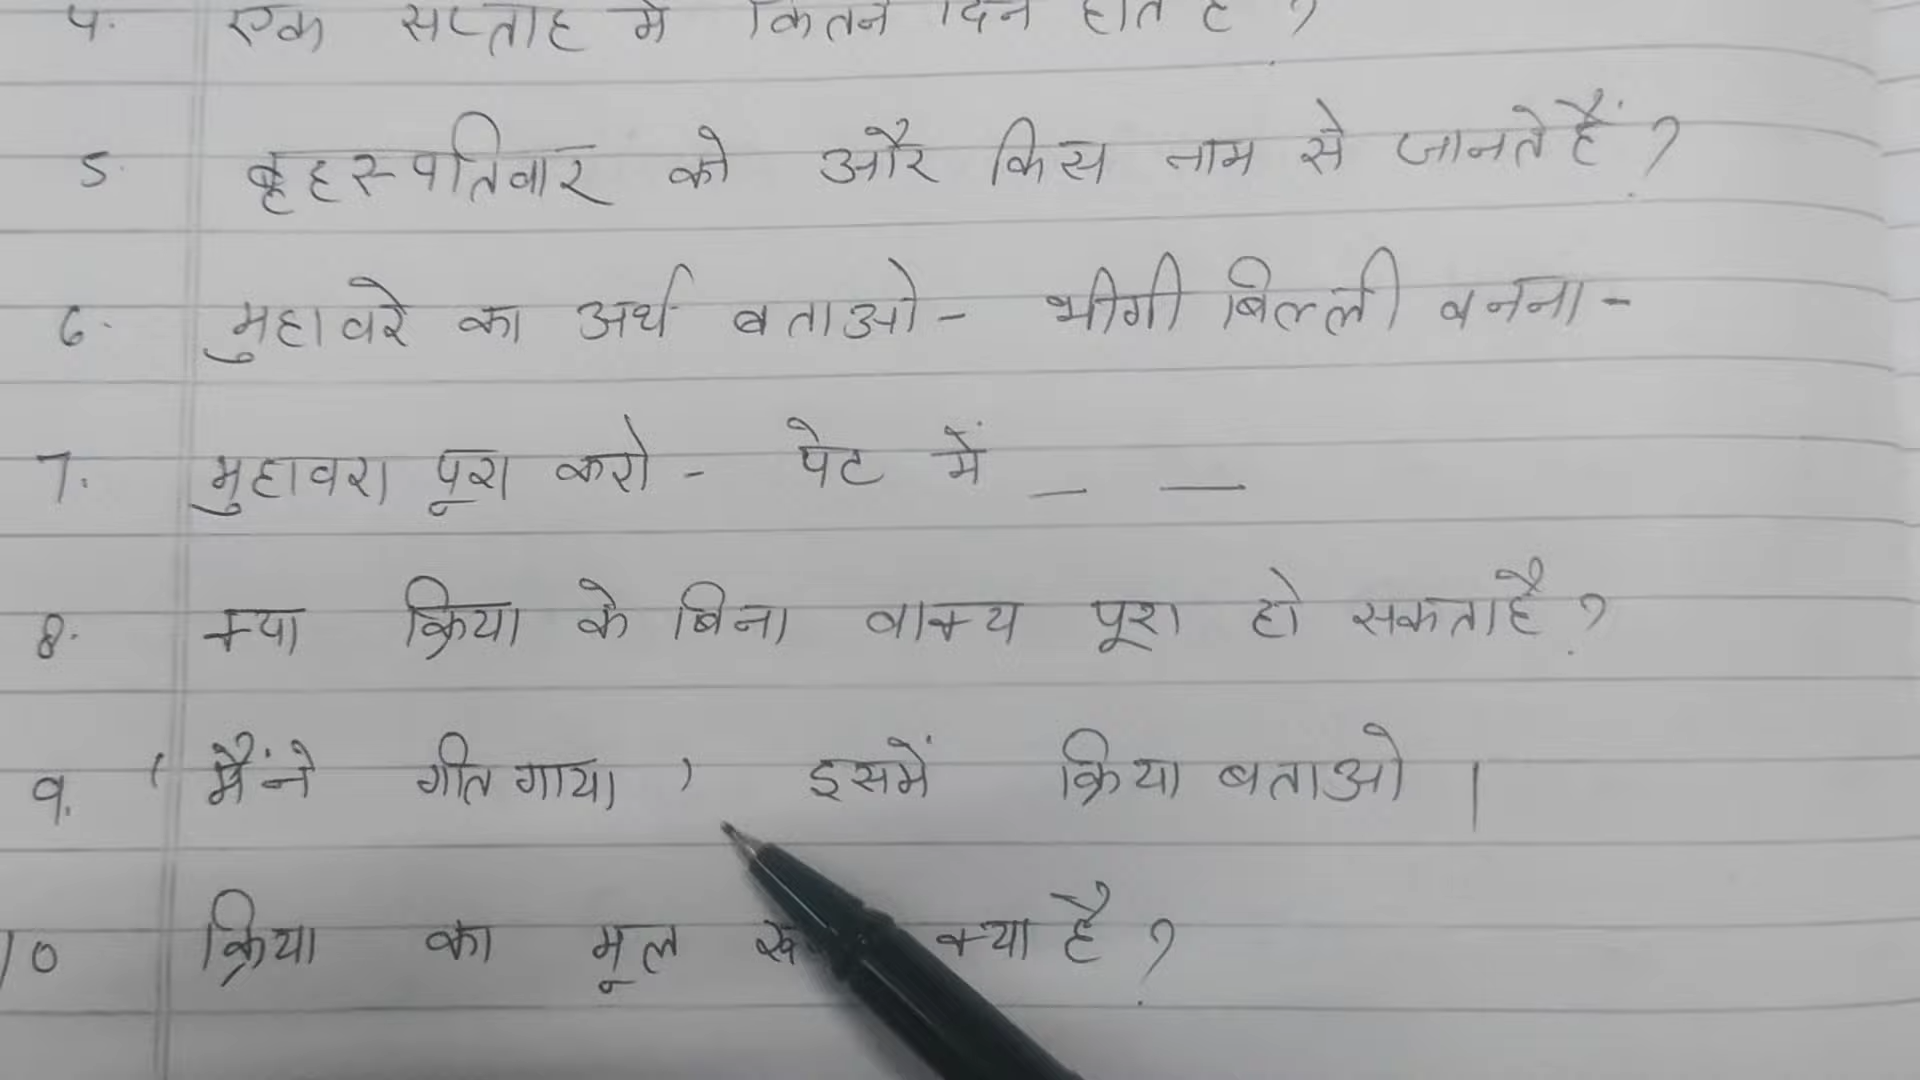 4. एक सप्ताह में कितने दिन होते हैं ?
5. बृहस्पतिवार को और किस नाम से जानते हैं ?
6. मुहावरे का अर्थ बताओ - भीगी बिल्ली बनना -
7. मुहावरा पूरा करो - पेट में _ _
8. क्या क्रिया के बिना वाक्य पूरा हो सकता है ?
9. ' मैंने गीत गाया ' इसमें क्रिया बताओ ।
10 क्रिया का मूल क्या है ?